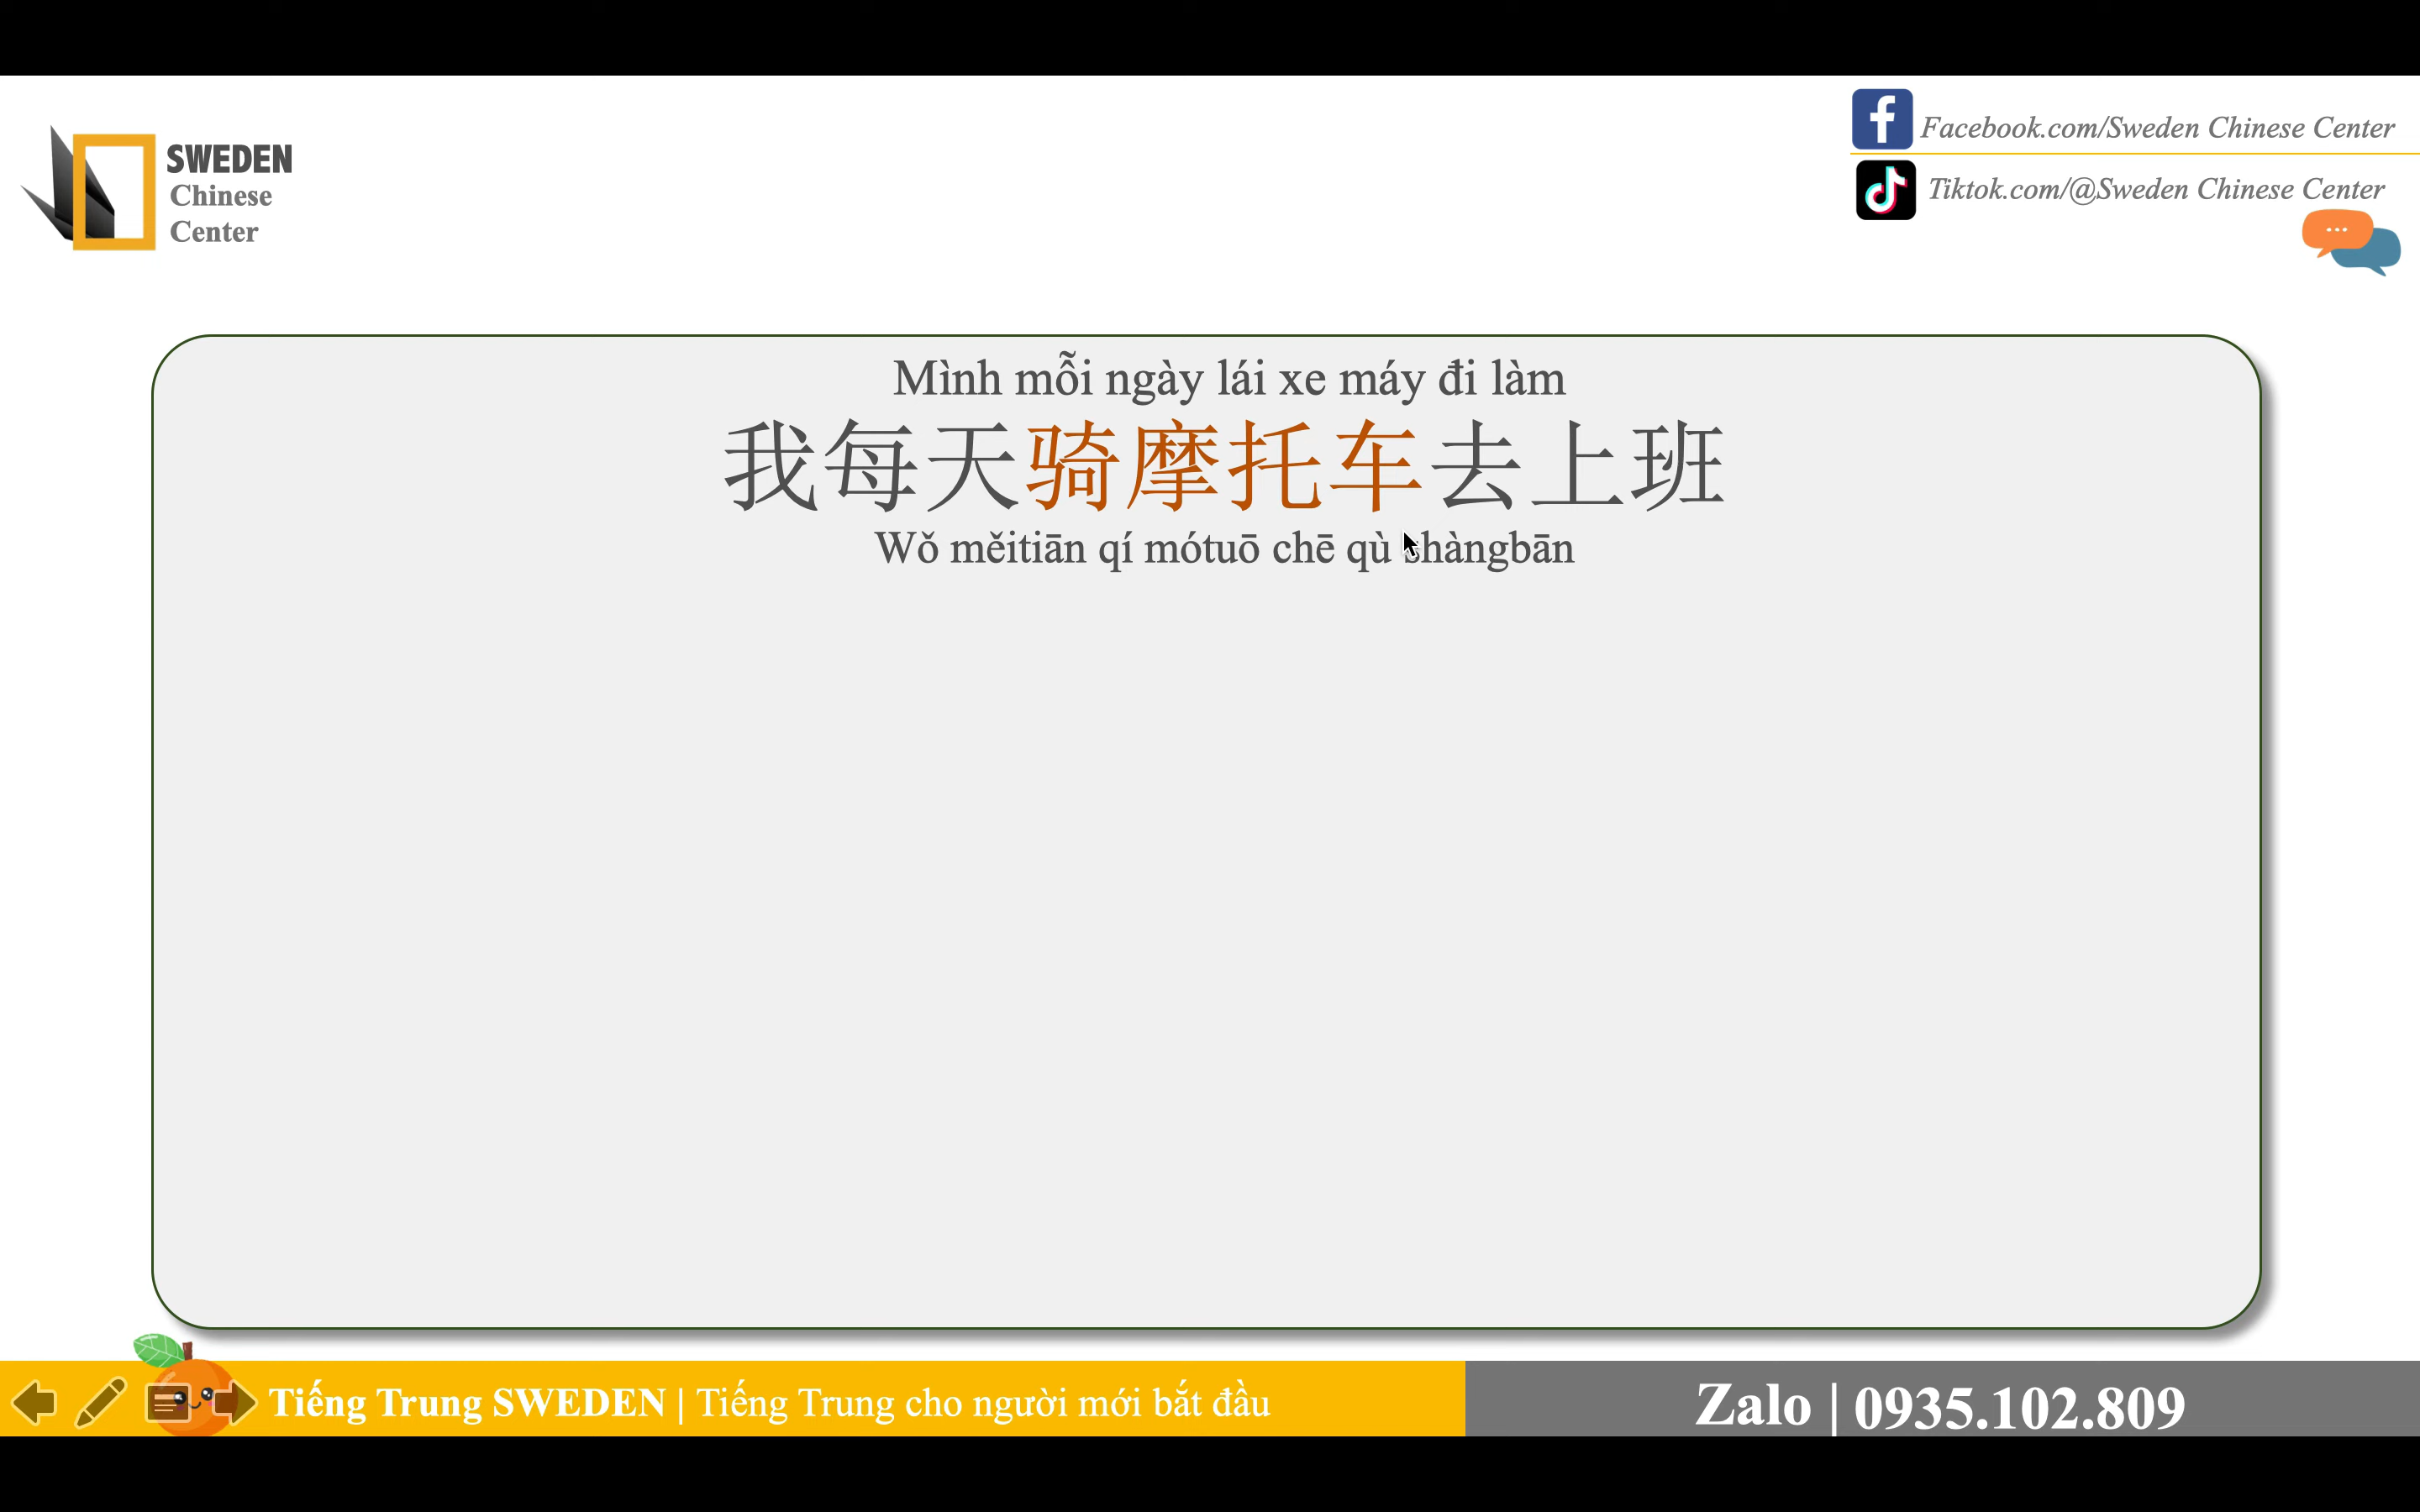 SWEDEN
Chinese
Center
Facebook.com/Sweden Chinese Center
Tiktok.com/@Sweden Chinese Center
Mình mỗi ngày lái xe máy đi làm
我每天骑摩托车去上班
Wǒ měitiān qí mótuō chē qù shàngbān
Tiếng Trung SWEDEN | Tiếng Trung cho người mới bắt đầu
Zalo | 0935.102.809